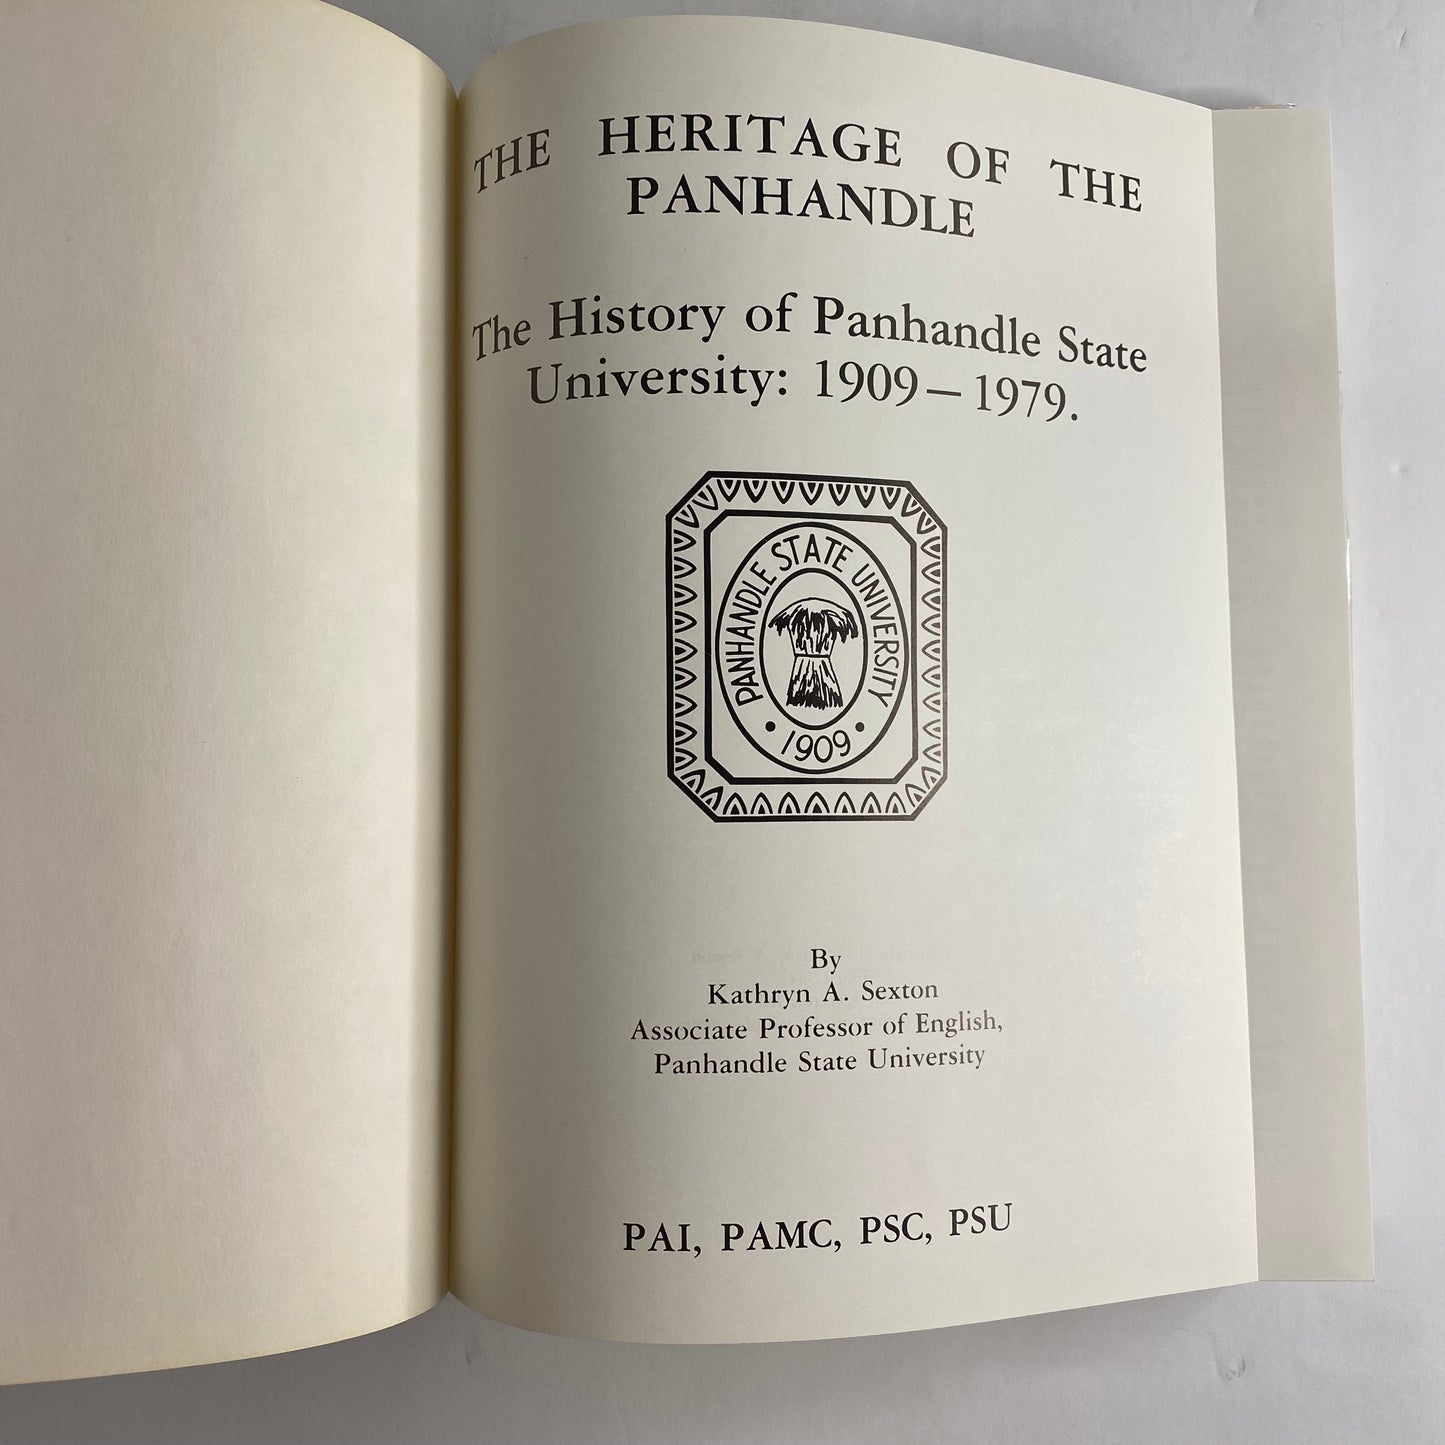 THE HERITAGE OF THE
PANHANDLE
The History of Panhandle State
University: 1909—1979.
PANHANDLE STATE UNIVERSITY
• 1909 •
By
Kathryn A. Sexton
Associate Professor of English,
Panhandle State University
PAI, PAMC, PSC, PSU